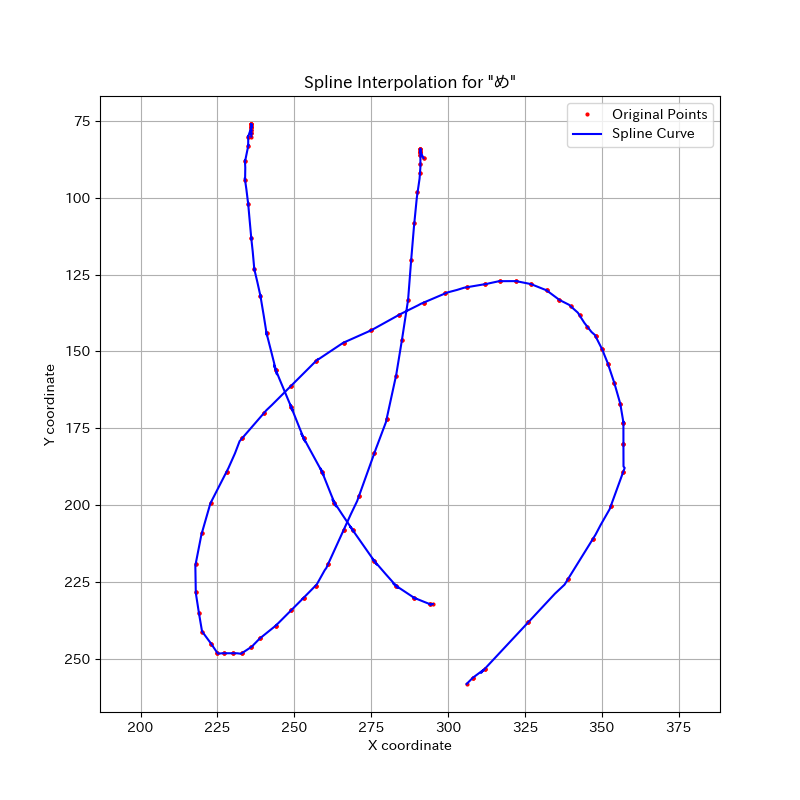 Spline Interpolation for "め"
Original Points
Spline Curve
Y coordinate
75
100
125
150
175
200
225
250
200 225 250 275 300 325 350 375
X coordinate
め